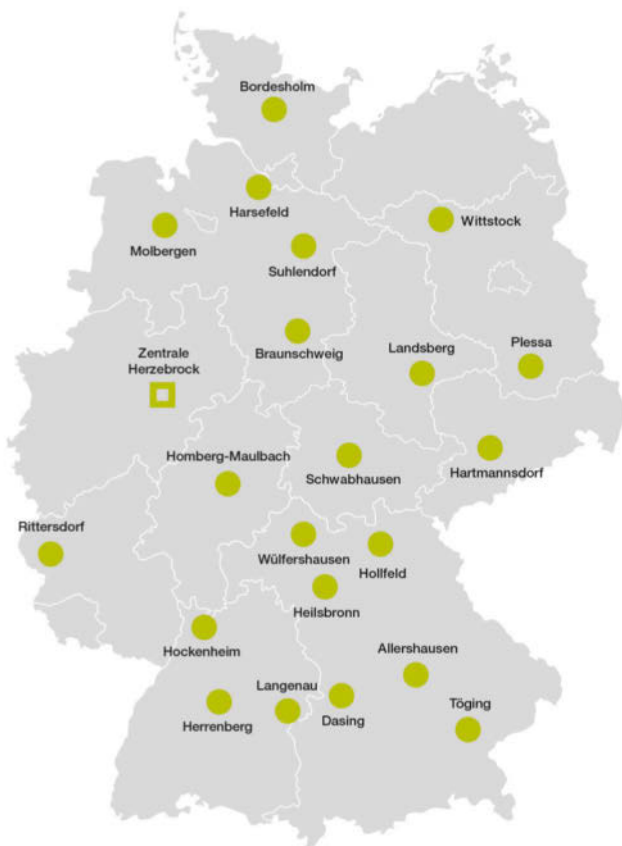 Bordesholm
Harsefeld
Wittstock
Molbergen
Suhlendorf
Braunschweig
Landsberg
Plessa
Zentrale
Herzebrock
Homberg-Maulbach
Schwabhausen
Hartmannsdorf
Rittersdorf
Wülfershausen
Hollfeld
Heilsbronn
Hockenheim
Allershausen
Langenau
Herrenberg
Dasing
Töging